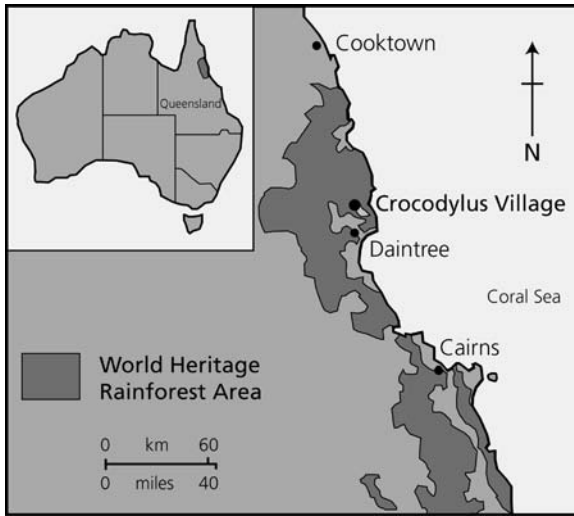 Cooktown
Queensland
N
Crocodylus Village
Daintree
Coral Sea
Cairns
World Heritage
Rainforest Area
0 km 60
0 miles 40